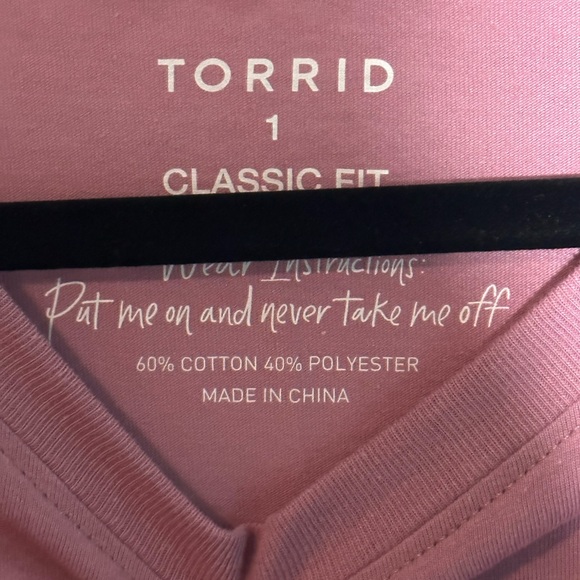 TORRID
1
CLASSIC FIT
Wear Instructions:
Put me on and never take me off
60% COTTON 40% POLYESTER
MADE IN CHINA